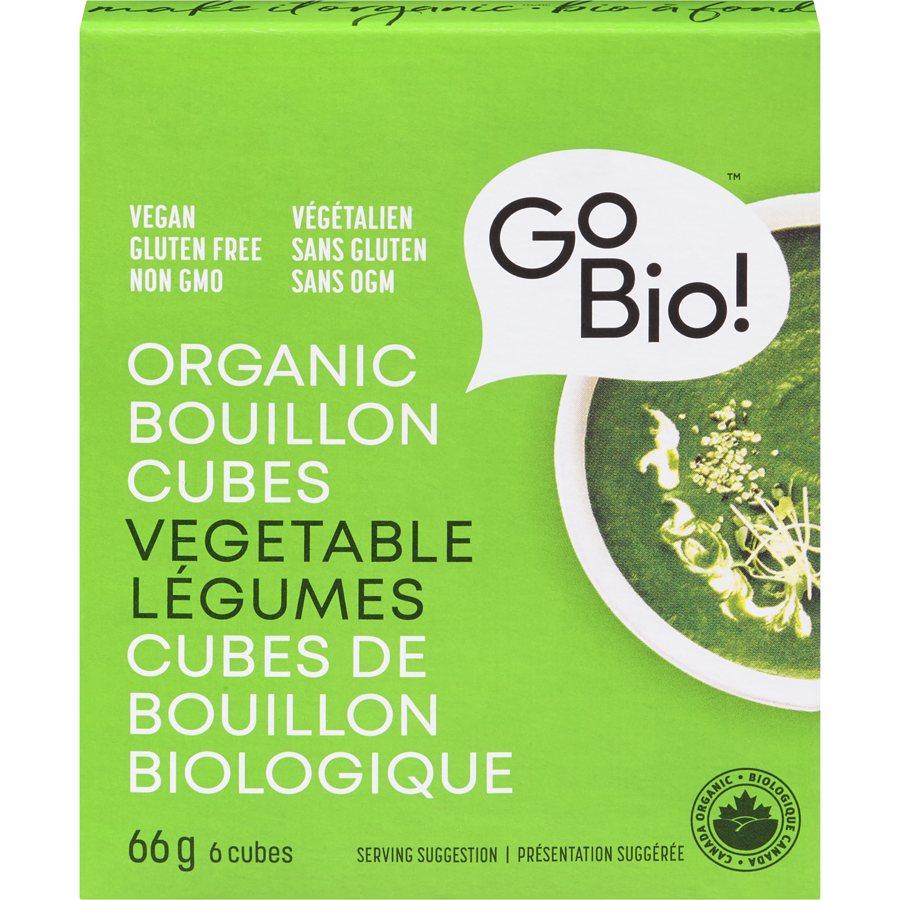 make it organic • bio à fond
VEGAN
GLUTEN FREE
NON GMO
VÉGÉTALIEN
SANS GLUTEN
SANS OGM
Go
Bio!
™
ORGANIC
BOUILLON
CUBES
VEGETABLE
LÉGUMES
CUBES DE
BOUILLON
BIOLOGIQUE
66 g 6 cubes
SERVING SUGGESTION | PRÉSENTATION SUGGÉRÉE
CANADA ORGANIC • BIOLOGIQUE CANADA •